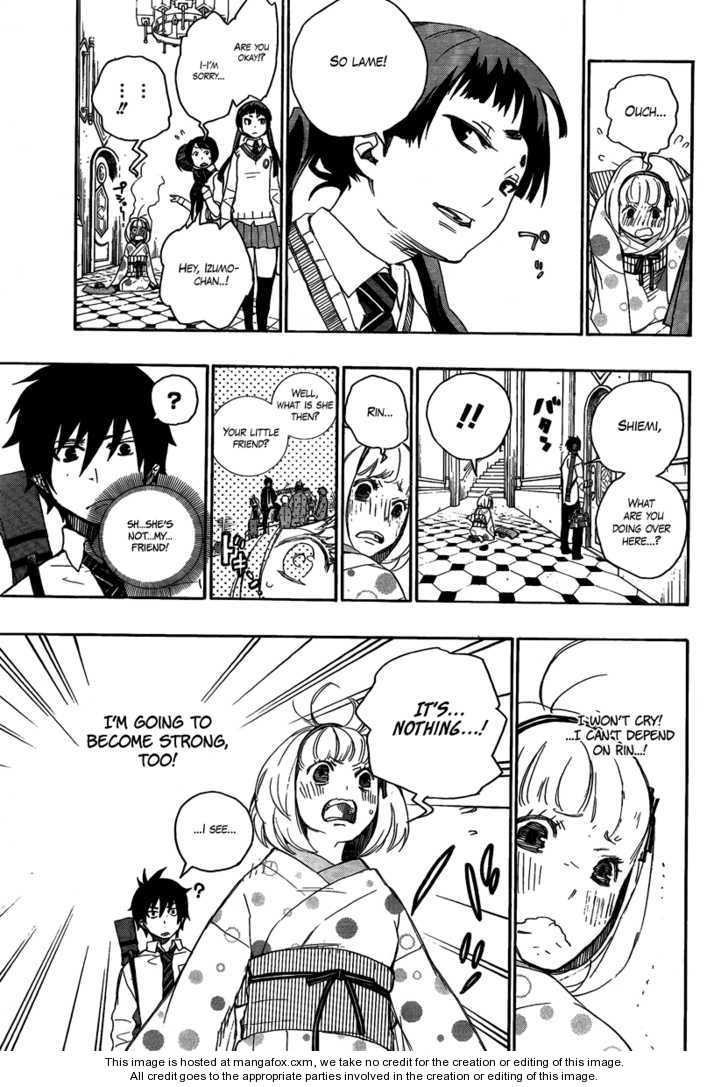 OUCH...
SO LAME!
プッ
ARE YOU
OKAY!?
I-I'M
SORRY...
HEY, IZUMO-
CHAN..!
... ...
!!
SHIEMI,
WHAT ARE
YOU
DOING OVER
HERE...?
!!
RIN...
WELL,
WHAT IS SHE
THEN?
YOUR LITTLE
FRIEND?
?
SH...SHE'S
NOT...MY...
FRIEND!
I WON'T CRY!
...I CAN'T DEPEND
ON RIN...!
IT'S...
NOTHING...!
I'M GOING TO
BECOME STRONG,
TOO!
...I SEE...
?
This image is hosted at mangafox.cxm, we take no credit for the creation or editing of this image.
All credit goes to the appropriate parties involved in the creation or editing of this image.